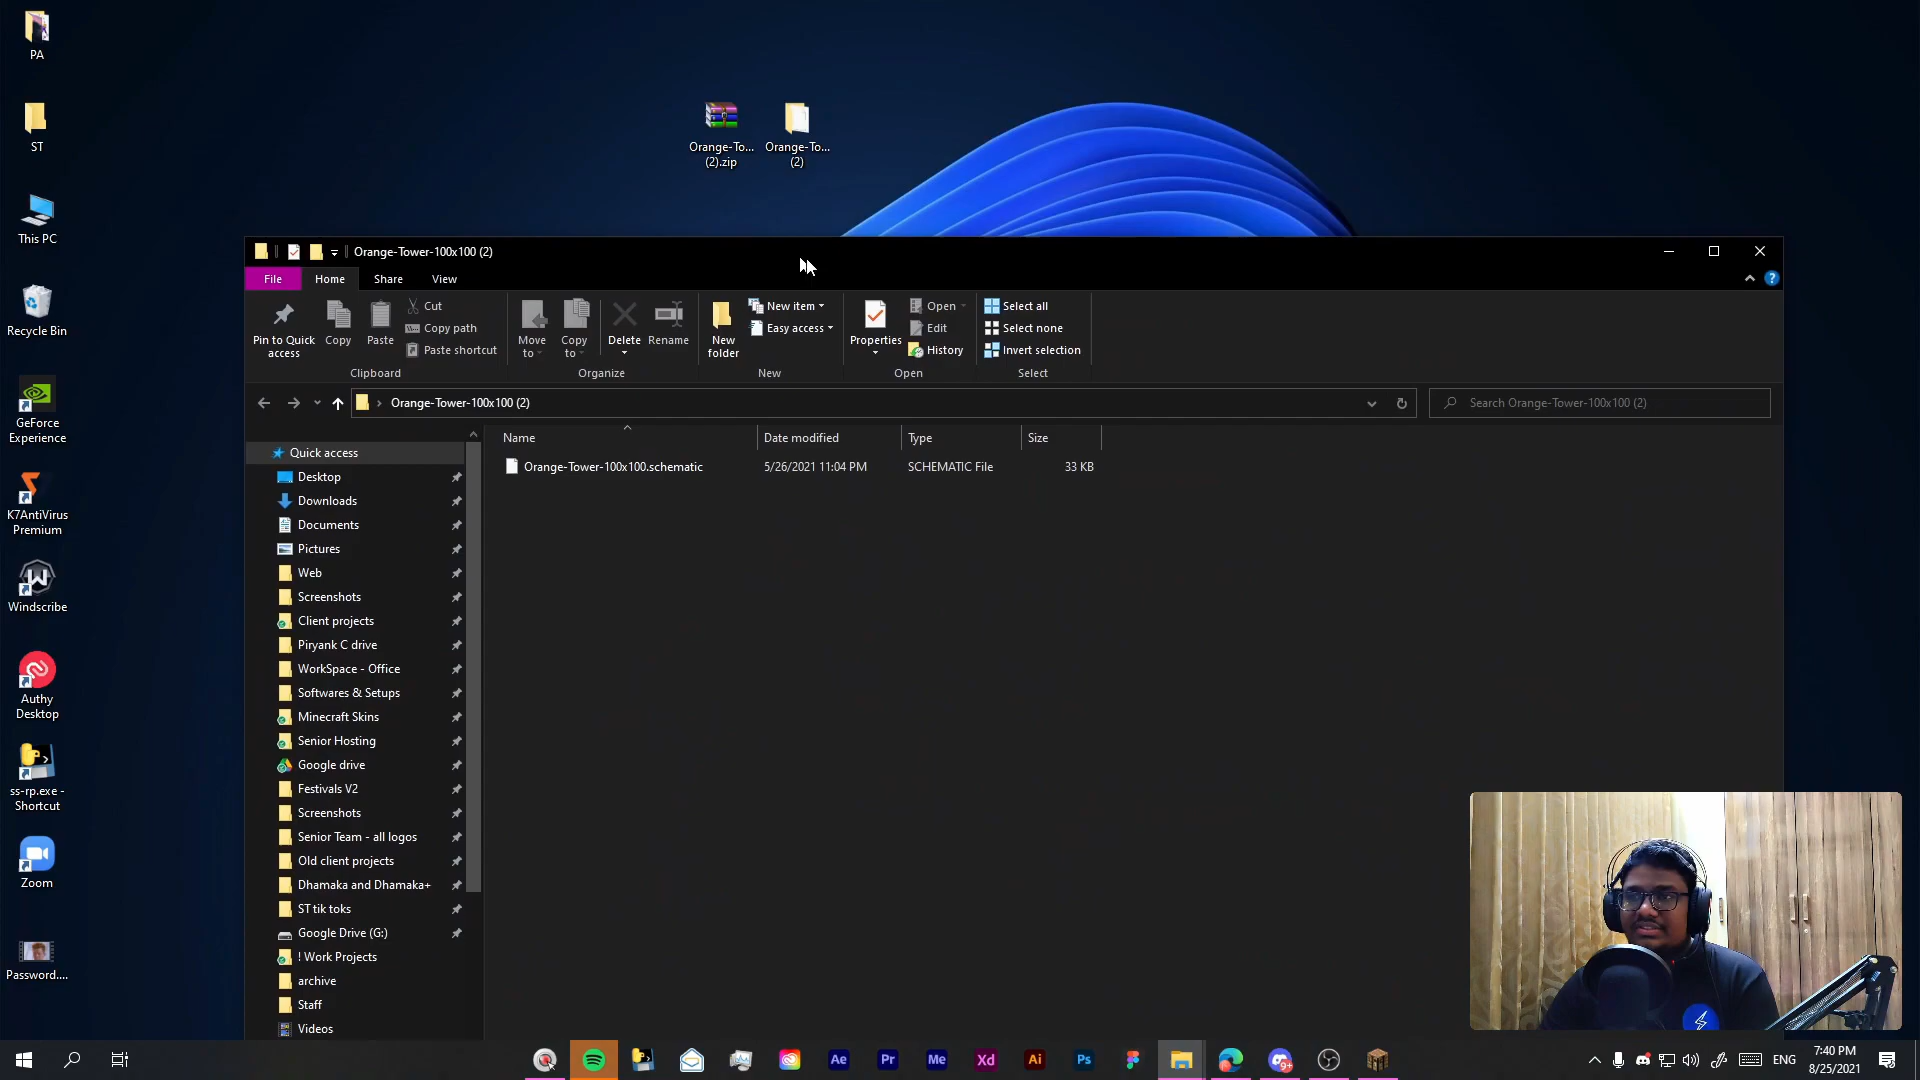 PA
ST
This PC
Recycle Bin
GeForce
Experience
K7AntiVirus
Premium
Windscribe
Authy
Desktop
ss-rp.exe -
Shortcut
Zoom
Password....
Orange-To...
(2).zip
Orange-To...
(2)
Orange-Tower-100x100 (2)
File Home Share View
Pin to Quick
access
Copy
Paste
Cut
Copy path
Paste shortcut
Clipboard
Move
to
Copy
to
Delete
Rename
Organize
New
folder
New item
Easy access
New
Properties
Open
Edit
History
Open
Select all
Select none
Invert selection
Select
Orange-Tower-100x100 (2)
Search Orange-Tower-100x100 (2)
Name Date modified Type Size
Orange-Tower-100x100.schematic 5/26/2021 11:04 PM SCHEMATIC File 33 KB
Quick access
Desktop
Downloads
Documents
Pictures
Web
Screenshots
Client projects
Piryank C drive
WorkSpace - Office
Softwares & Setups
Minecraft Skins
Senior Hosting
Google drive
Festivals V2
Screenshots
Senior Team - all logos
Old client projects
Dhamaka and Dhamaka+
ST tik toks
Google Drive (G:)
! Work Projects
archive
Staff
Videos
Ae Pr Me Xd Ai Ps
9+
ENG
7:40 PM
8/25/2021